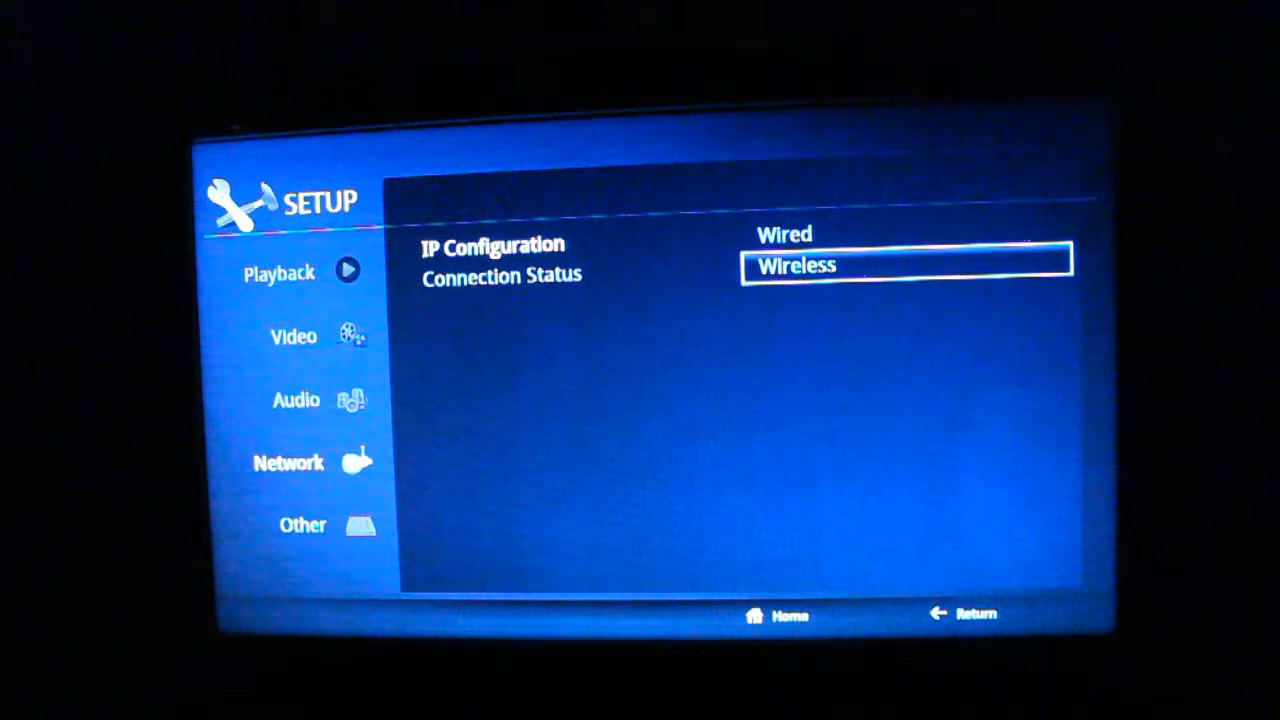 SETUP
Playback
Video
Audio
Network
Other
IP Configuration
Connection Status
Wired
Wireless
Home
Return